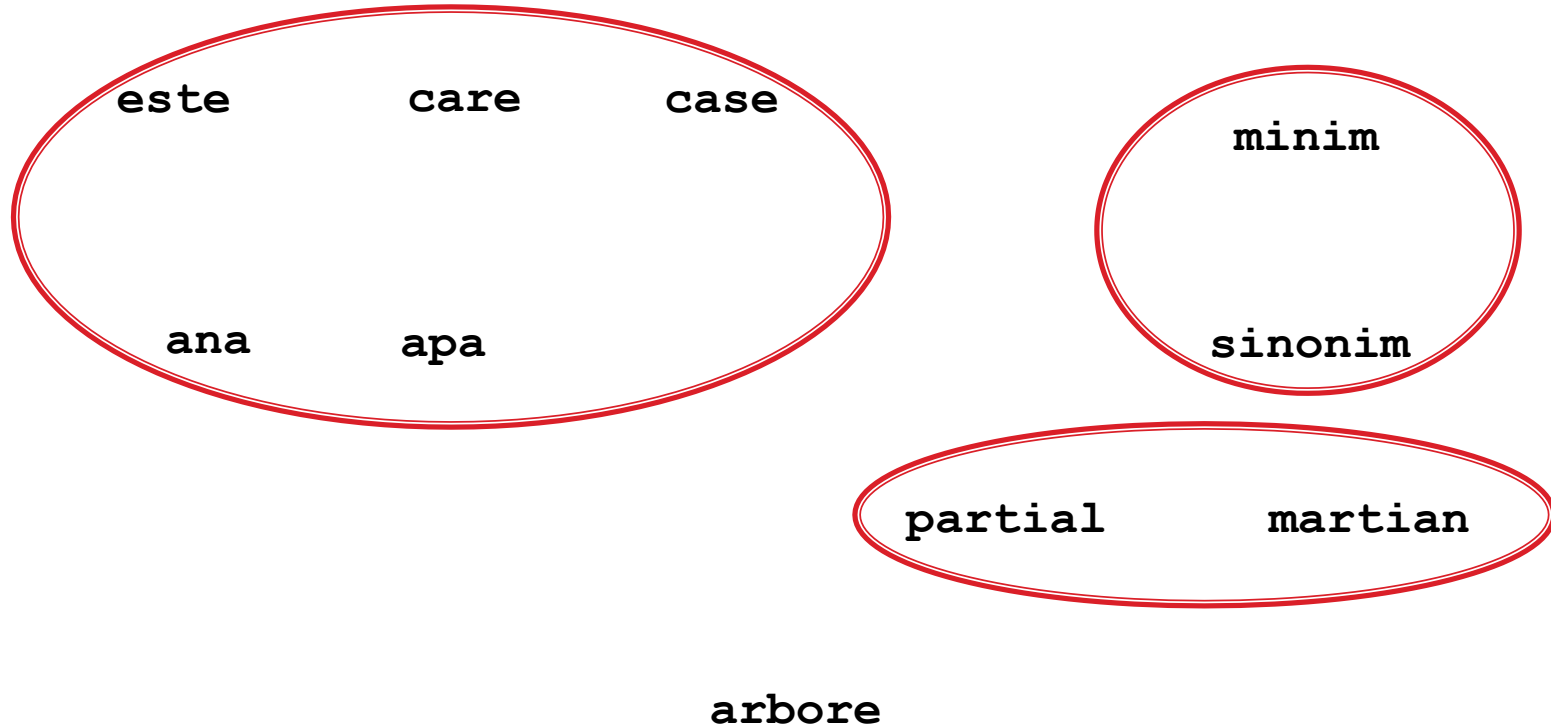 este care case
minim
ana apa
sinonim
partial martian
arbore